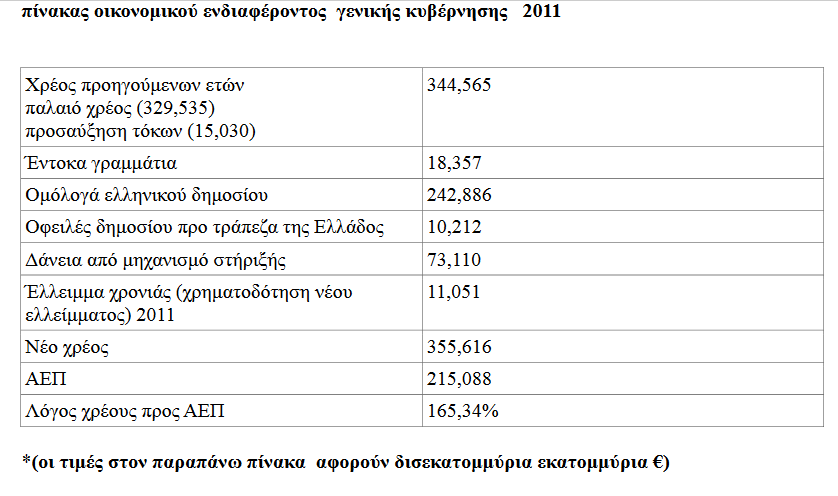 πίνακας οικονομικού ενδιαφέροντος γενικής κυβέρνησης 2011
Χρέος προηγούμενων ετών 344,565
παλαιό χρέος (329,535)
προσαύξηση τόκων (15,030)
Έντοκα γραμμάτια 18,357
Ομόλογά ελληνικού δημοσίου 242,886
Οφειλές δημοσίου προ τράπεζα της Ελλάδος 10,212
Δάνεια από μηχανισμό στήριξής 73,110
Έλλειμμα χρονιάς (χρηματοδότηση νέου 11,051
ελλείμματος) 2011
Νέο χρέος 355,616
ΑΕΠ 215,088
Λόγος χρέους προς ΑΕΠ 165,34%
*(οι τιμές στον παραπάνω πίνακα αφορούν δισεκατομμύρια εκατομμύρια €)